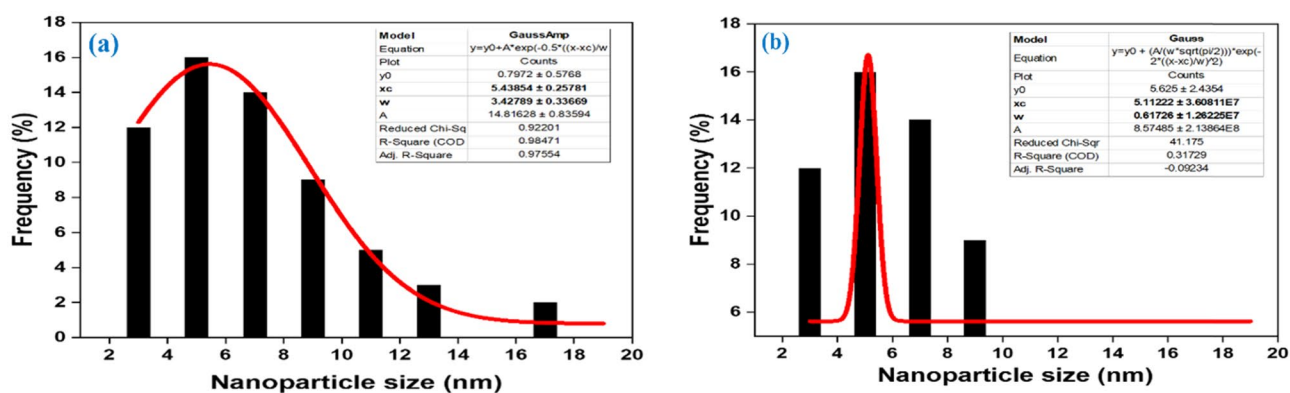 (a)
Frequency (%)
18
16
14
12
10
8
6
4
2
0
Model GaussAmp
Equation y=y0+A*exp(-0.5*((x-xc)/w
Plot Counts
y0 0.7972 ± 0.5768
xc 5.43854 ± 0.25781
w 3.42789 ± 0.33669
A 14.81628 ± 0.83594
Reduced Chi-Sq 0.92201
R-Square (COD 0.98471
Adj. R-Square 0.97554
2 4 6 8 10 12 14 16 18 20
Nanoparticle size (nm)
(b)
Frequency (%)
18
16
14
12
10
8
6
Model Gauss
Equation y=y0 + (A/(w*sqrt(pi/2)))*exp(-
2*((x-xc)/w)^2)
Plot Counts
y0 5.625 ± 2.4354
xc 5.11222 ± 3.60811E7
w 0.61726 ± 1.26225E7
A 8.57485 ± 2.13864E8
Reduced Chi-Sqr 41.175
R-Square (COD) 0.31729
Adj. R-Square -0.09234
2 4 6 8 10 12 14 16 18 20
Nanoparticle size (nm)